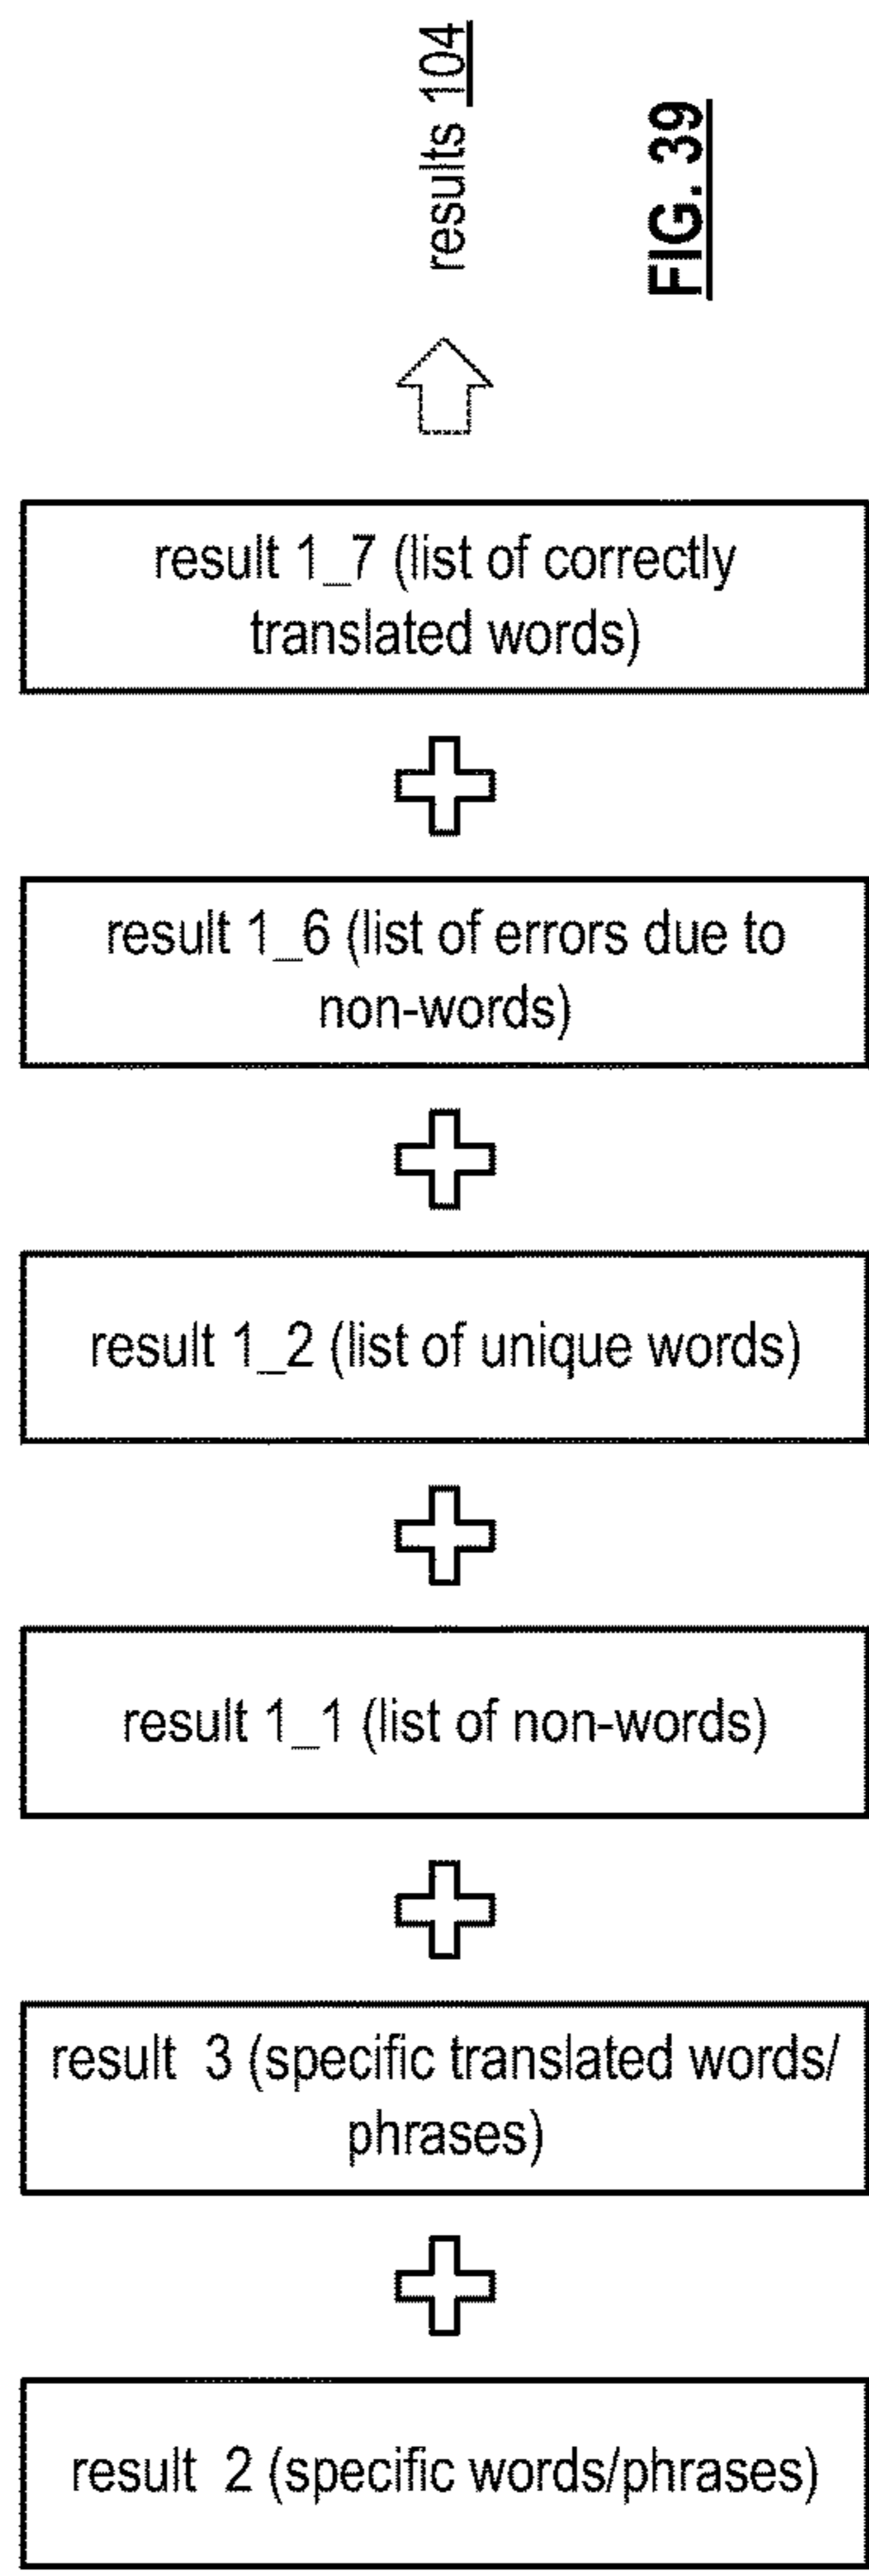 results 104
FIG. 39
result 1_7 (list of correctly
translated words)
result 1_6 (list of errors due to
non-words)
result 1_2 (list of unique words)
result 1_1 (list of non-words)
result 3 (specific translated words/
phrases)
result 2 (specific words/phrases)